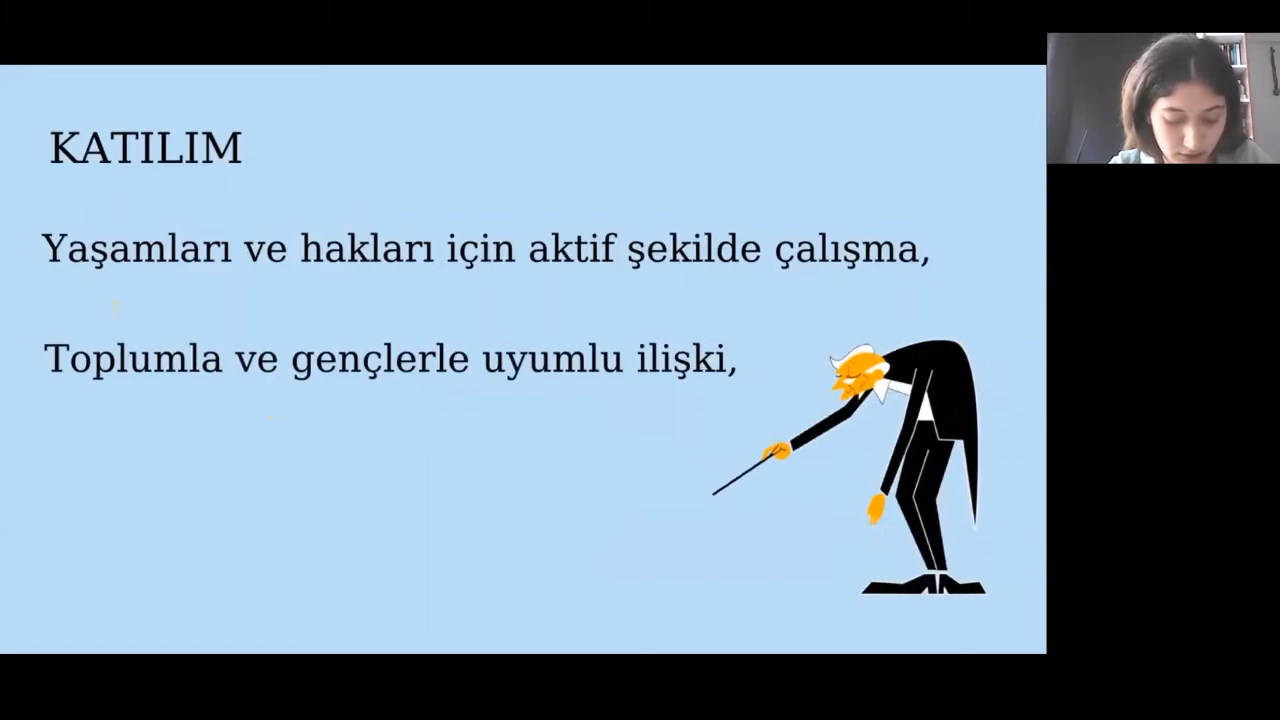 KATILIM
Yaşamları ve hakları için aktif şekilde çalışma,
Toplumla ve gençlerle uyumlu ilişki,